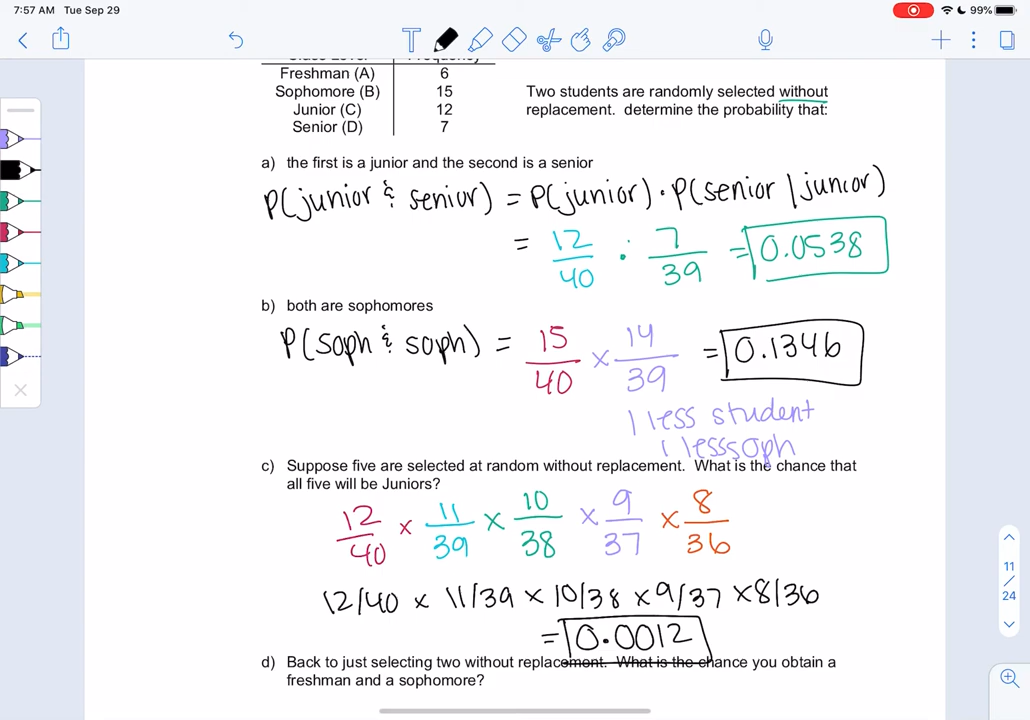 7:57 AM Tue Sep 29
99%
Freshman (A) 6
Sophomore (B) 15
Junior (C) 12
Senior (D) 7
Two students are randomly selected without
replacement. determine the probability that:
a) the first is a junior and the second is a senior
P(junior & senior) = P(junior) · P(senior | junior)
= 12/40 · 7/39 = 0.0538
b) both are sophomores
P(soph & soph) = 15/40 × 14/39 = 0.1346
1 less student
1 less soph
c) Suppose five are selected at random without replacement. What is the chance that
all five will be Juniors?
12/40 × 11/39 × 10/38 × 9/37 × 8/36
12/40 × 11/39 × 10/38 × 9/37 × 8/36
= 0.0012
d) Back to just selecting two without replacement. What is the chance you obtain a
freshman and a sophomore?
11
/
24